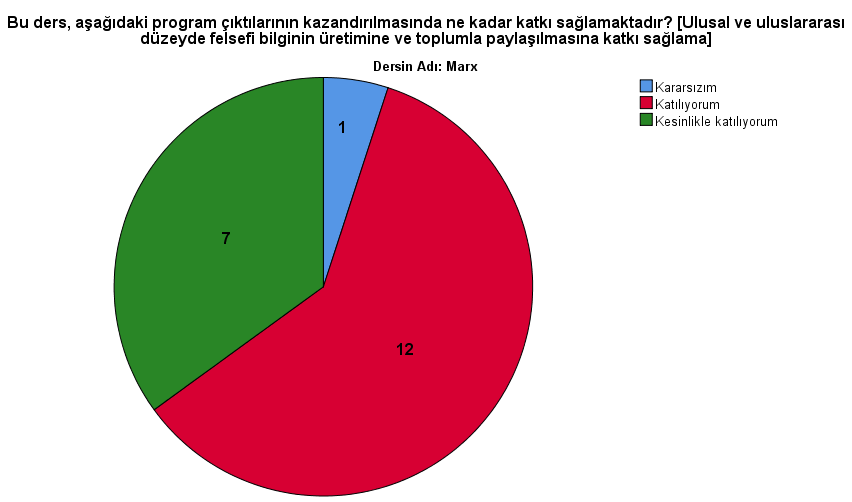 Bu ders, aşağıdaki program çıktılarının kazandırılmasında ne kadar katkı sağlamaktadır? [Ulusal ve uluslararası
düzeyde felsefi bilginin üretimine ve toplumla paylaşılmasına katkı sağlama]
Dersin Adı: Marx
Kararsızım
Katılıyorum
Kesinlikle katılıyorum
1
7
12